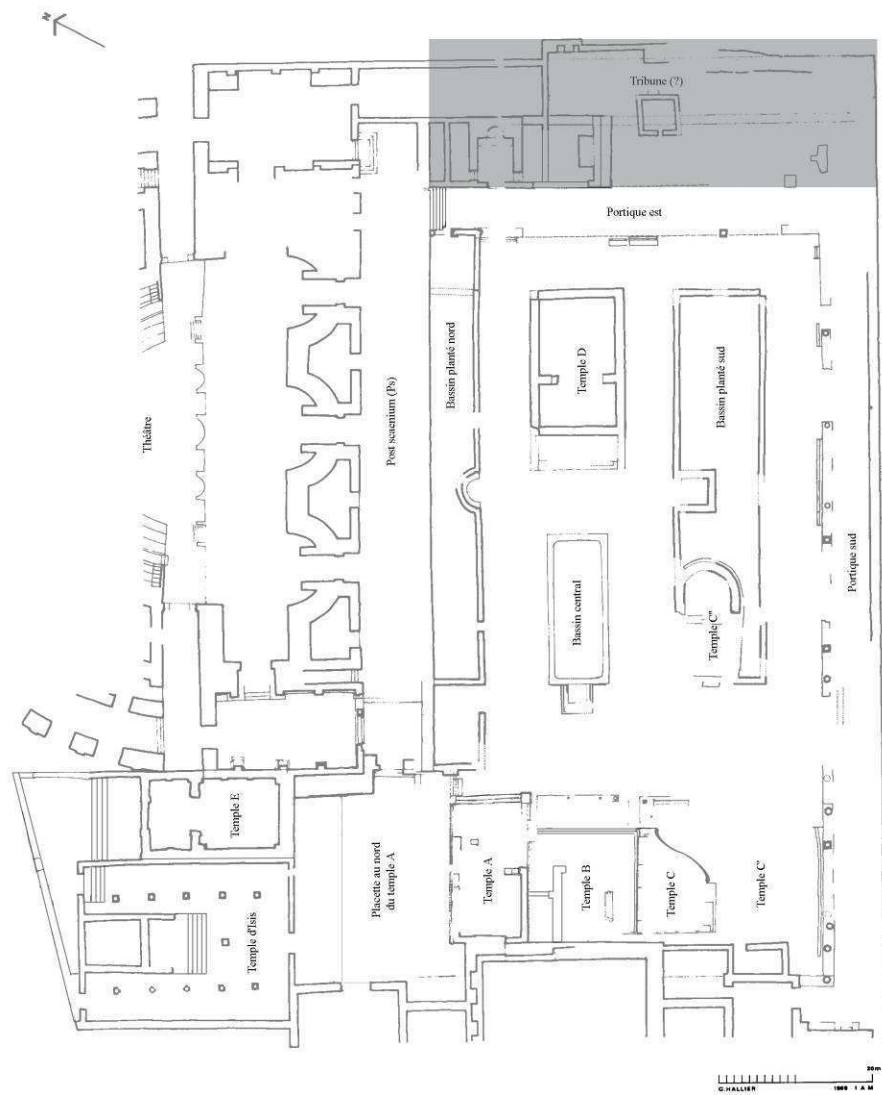 N
Tribune (?)
Portique est
Théâtre
Post scaenium (Ps)
Bassin planté nord
Temple D
Bassin planté sud
Portique sud
Bassin central
Temple C''
Temple E
Temple d'Isis
Placette au nord
du temple A
Temple A
Temple B
Temple C
Temple C'
20m
G.HALLIER 1989 I A M